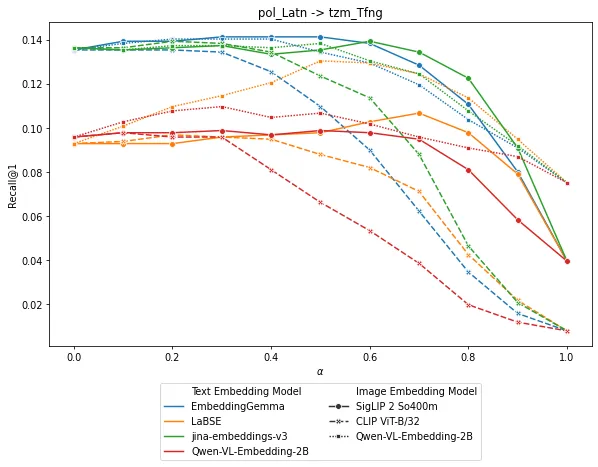 pol_Latn -> tzm_Tfng
0.14
0.12
0.10
0.08
0.06
0.04
0.02
Recall@1
0.0 0.2 0.4 0.6 0.8 1.0
α
Text Embedding Model
EmbeddingGemma
LaBSE
jina-embeddings-v3
Qwen-VL-Embedding-2B
Image Embedding Model
SigLIP 2 So400m
CLIP ViT-B/32
Qwen-VL-Embedding-2B